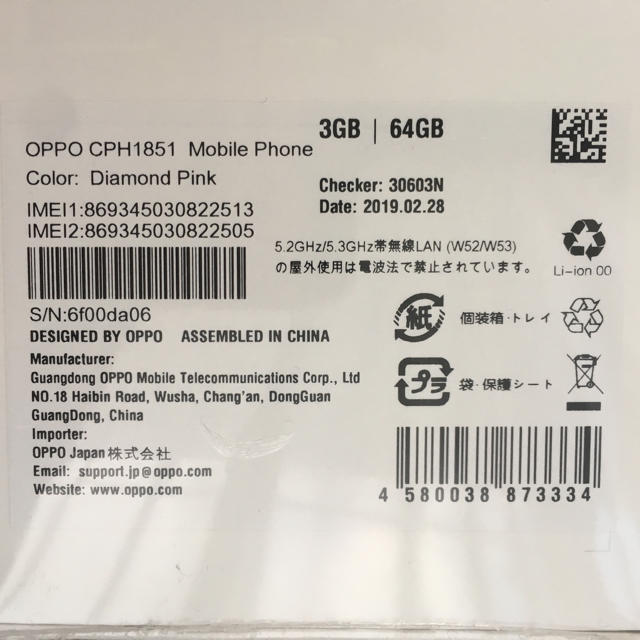 OPPO CPH1851 Mobile Phone
3GB | 64GB
Color: Diamond Pink
Checker: 30603N
Date: 2019.02.28
IMEI1:869345030822513
IMEI2:869345030822505
5.2GHz/5.3GHz帯無線LAN (W52/W53)
の屋外使用は電波法で禁止されています。
Li-ion 00
S/N:6f00da06
紙
個装箱・トレイ
DESIGNED BY OPPO ASSEMBLED IN CHINA
Manufacturer:
Guangdong OPPO Mobile Telecommunications Corp., Ltd
NO.18 Haibin Road, Wusha, Chang'an, DongGuan
GuangDong, China
プラ
袋・保護シート
Importer:
OPPO Japan株式会社
Email: support.jp@oppo.com
Website: www.oppo.com
4 580038 873334